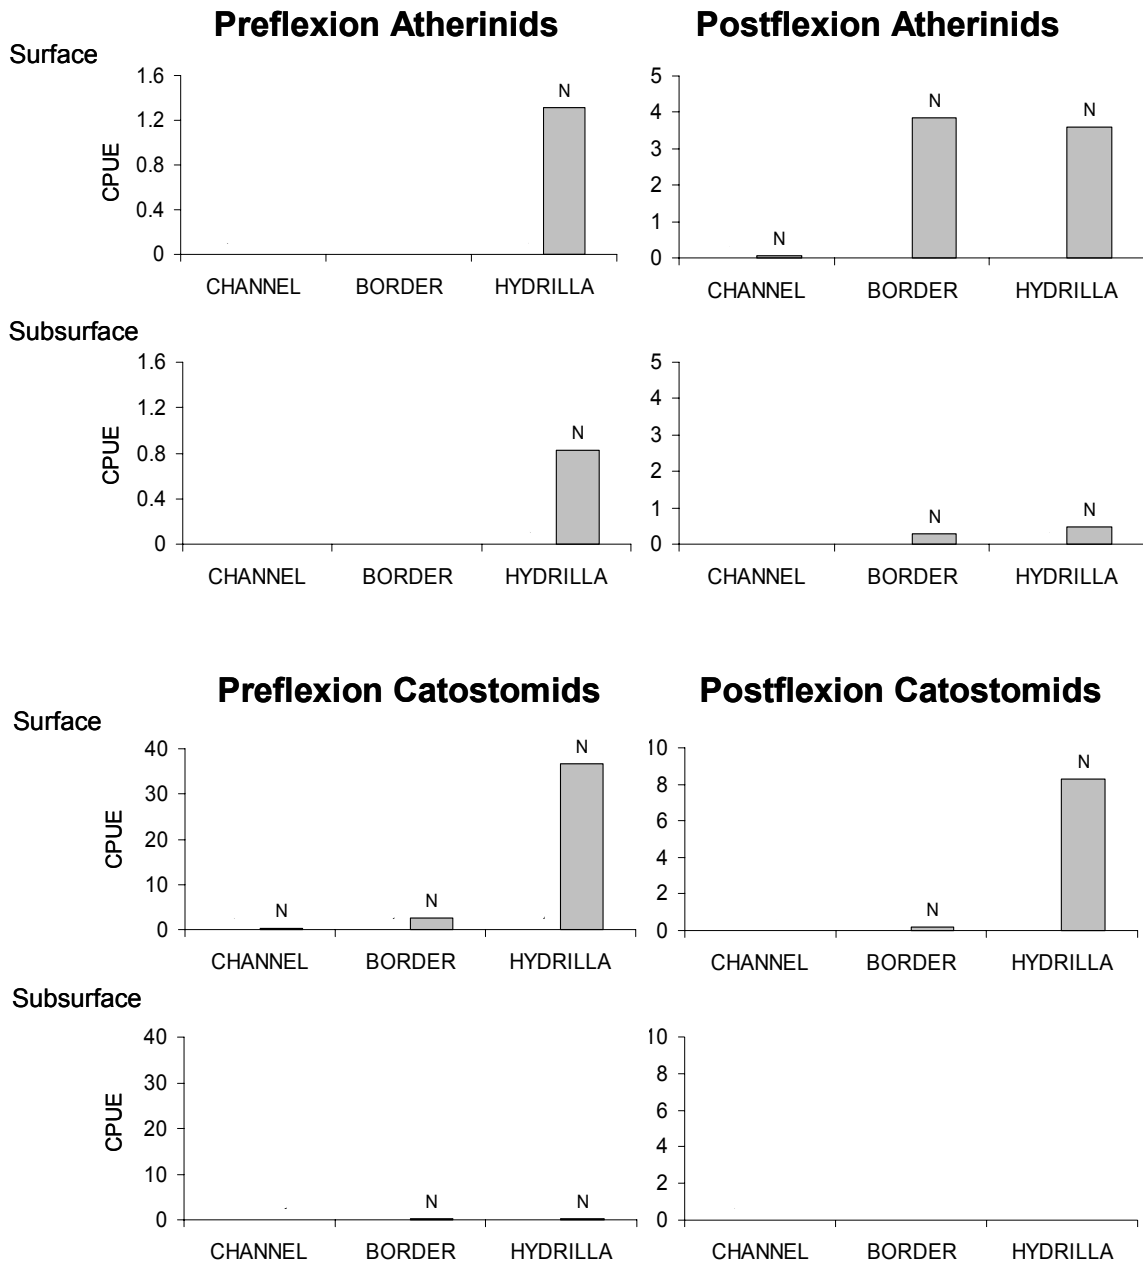 Preflexion Atherinids Postflexion Atherinids
Surface
1.6
1.2
0.8
0.4
0
CPUE
N
CHANNEL BORDER HYDRILLA
5
4
3
2
1
0
N
N
N
CHANNEL BORDER HYDRILLA
Subsurface
1.6
1.2
0.8
0.4
0
CPUE
N
CHANNEL BORDER HYDRILLA
5
4
3
2
1
0
N
N
CHANNEL BORDER HYDRILLA
Preflexion Catostomids Postflexion Catostomids
Surface
40
30
20
10
0
CPUE
N
N
N
CHANNEL BORDER HYDRILLA
10
8
6
4
2
0
N
N
CHANNEL BORDER HYDRILLA
Subsurface
40
30
20
10
0
CPUE
N
N
CHANNEL BORDER HYDRILLA
10
8
6
4
2
0
CHANNEL BORDER HYDRILLA